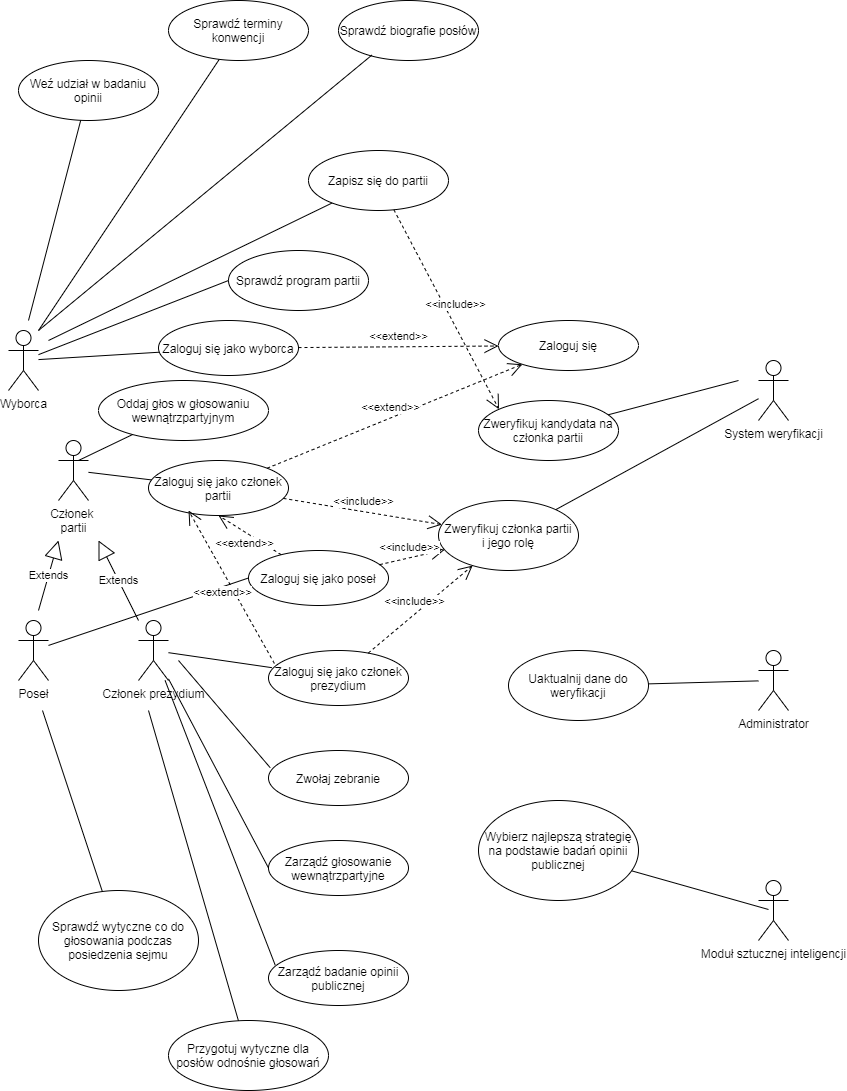 Sprawdź terminy
konwencji
Sprawdź biografie posłów
Weź udział w badaniu
opinii
Zapisz się do partii
Sprawdź program partii
<<include>>
<<extend>>
Zaloguj się jako wyborca
Zaloguj się
Wyborca
Oddaj głos w głosowaniu
wewnątrzpartyjnym
<<extend>>
Zweryfikuj kandydata na
członka partii
System weryfikacji
Zaloguj się jako członek
partii
Członek
partii
<<include>>
Zweryfikuj członka partii
i jego rolę
<<extend>>
<<include>>
Extends
Extends
Zaloguj się jako poseł
<<extend>>
<<include>>
Poseł
Członek prezydium
Zaloguj się jako członek
prezydium
Uaktualnij dane do
weryfikacji
Administrator
Zwołaj zebranie
Wybierz najlepszą strategię
na podstawie badań opinii
publicznej
Zarządź głosowanie
wewnątrzpartyjne
Sprawdź wytyczne co do
głosowania podczas
posiedzenia sejmu
Moduł sztucznej inteligencji
Zarządź badanie opinii
publicznej
Przygotuj wytyczne dla
posłów odnośnie głosowań